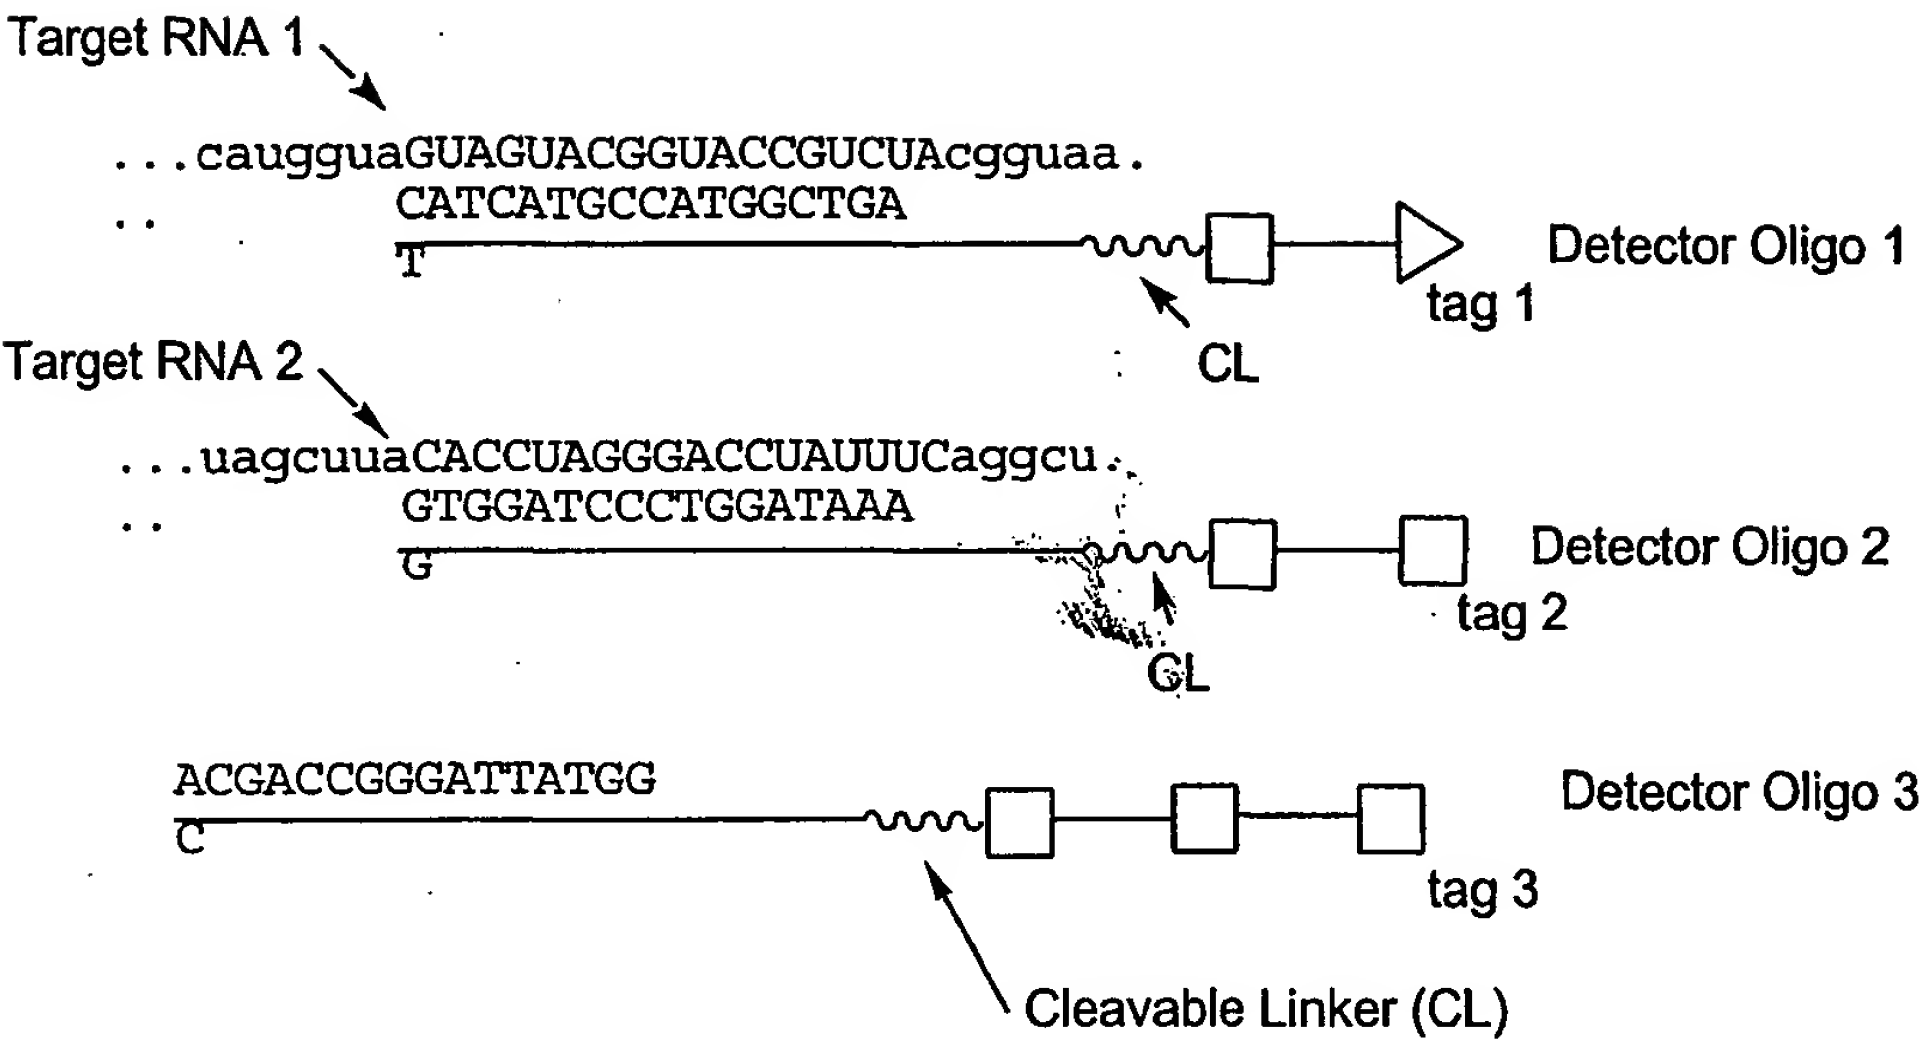 Target RNA 1
...caugguaGUAGUACGGUACCGUCUAcgguaa.
CATCATGCCATGGCTGA
..
T
Detector Oligo 1
tag 1
CL
Target RNA 2
...uagcuuaCACCUAGGGACCUAUUUCaggcu.
GTGGATCCCTGGATAAA
..
G
Detector Oligo 2
tag 2
CL
ACGACCGGGATTATGG
C
Detector Oligo 3
tag 3
Cleavable Linker (CL)